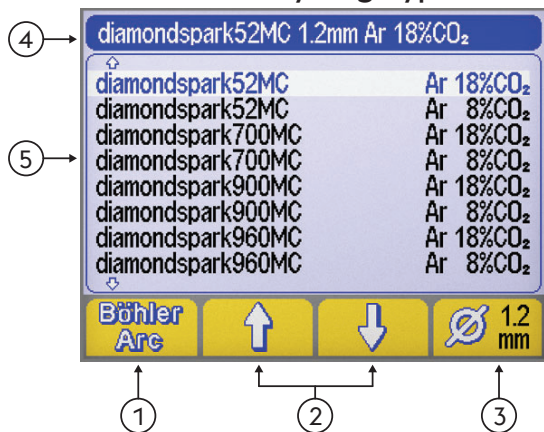 ④ diamondspark52MC 1.2mm Ar 18%CO₂
diamondspark52MC Ar 18%CO₂
diamondspark52MC Ar 8%CO₂
diamondspark700MC Ar 18%CO₂
⑤ diamondspark700MC Ar 8%CO₂
diamondspark900MC Ar 18%CO₂
diamondspark900MC Ar 8%CO₂
diamondspark960MC Ar 18%CO₂
diamondspark960MC Ar 8%CO₂
Böhler Ø 1.2
Arc mm
① ② ③